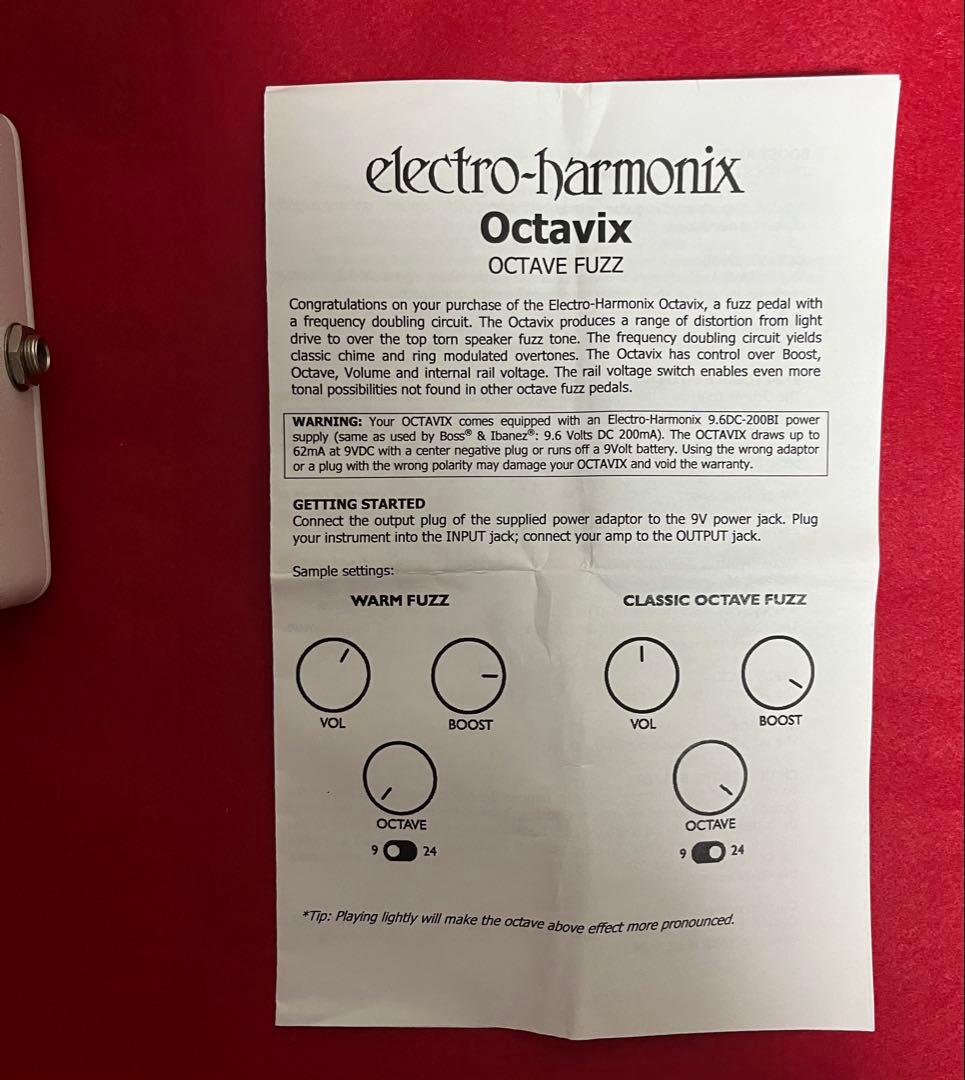 electro-harmonix
Octavix
OCTAVE FUZZ
Congratulations on your purchase of the Electro-Harmonix Octavix, a fuzz pedal with
a frequency doubling circuit. The Octavix produces a range of distortion from light
drive to over the top torn speaker fuzz tone. The frequency doubling circuit yields
classic chime and ring modulated overtones. The Octavix has control over Boost,
Octave, Volume and internal rail voltage. The rail voltage switch enables even more
tonal possibilities not found in other octave fuzz pedals.
WARNING: Your OCTAVIX comes equipped with an Electro-Harmonix 9.6DC-200BI power
supply (same as used by Boss® & Ibanez®: 9.6 Volts DC 200mA). The OCTAVIX draws up to
62mA at 9VDC with a center negative plug or runs off a 9Volt battery. Using the wrong adaptor
or a plug with the wrong polarity may damage your OCTAVIX and void the warranty.
GETTING STARTED
Connect the output plug of the supplied power adaptor to the 9V power jack. Plug
your instrument into the INPUT jack; connect your amp to the OUTPUT jack.
Sample settings:
WARM FUZZ
VOL
BOOST
OCTAVE
9 24
CLASSIC OCTAVE FUZZ
VOL
BOOST
OCTAVE
9 24
*Tip: Playing lightly will make the octave above effect more pronounced.